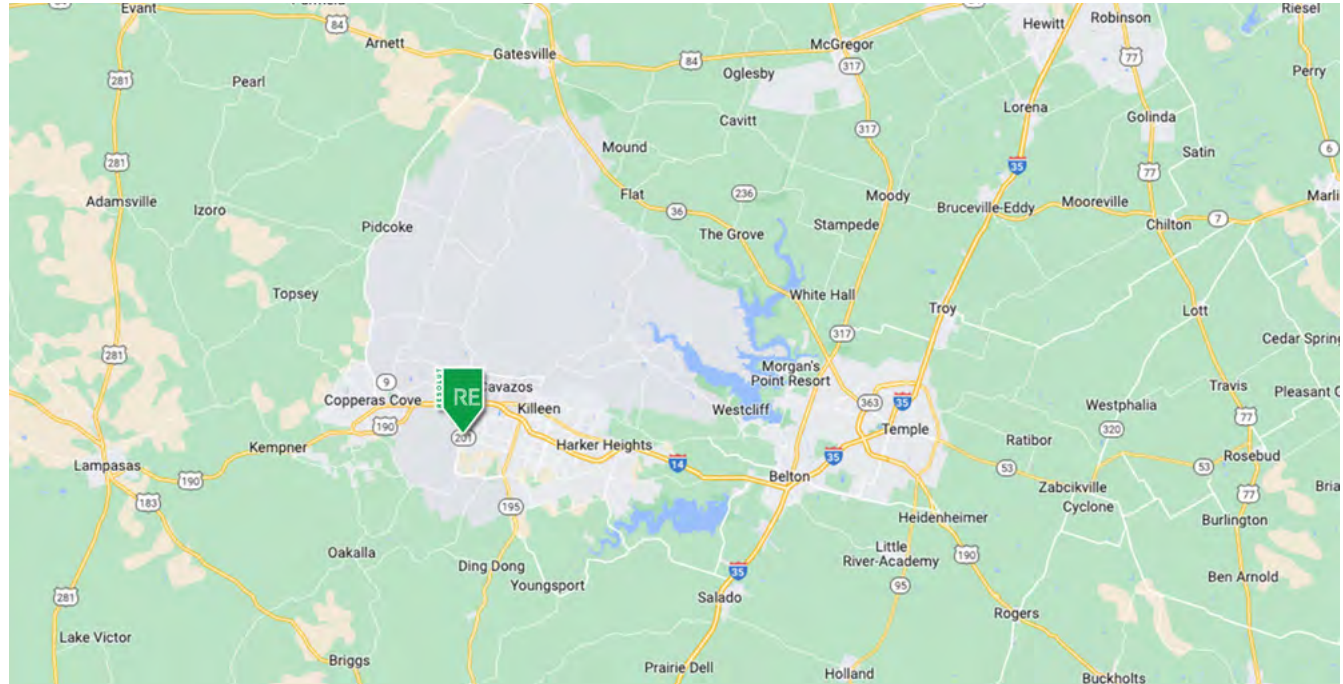 Evant
84
84
Arnett
Gatesville
84
McGregor
317
Oglesby
Hewitt
Robinson
77
Riesel
Perry
281
Pearl
Cavitt
317
Lorena
Golinda
Satin
6
Mound
281
35
77
Adamsville
Izoro
Flat
236
Moody
Bruceville-Eddy
Mooreville
Marli
36
Pidcoke
The Grove
Stampede
Chilton
7
Topsey
White Hall
Troy
Lott
317
Cedar Spring
281
Morgan's
Point Resort
RESOLUT
RE
Cavazos
9
Copperas Cove
Killeen
190
201
Westcliff
363
35
Temple
Westphalia
320
Travis
77
Pleasant G
Kempner
Harker Heights
14
35
Ratibor
53
53
Rosebud
Lampasas
190
Belton
Zabcikville
Cyclone
77
Bria
183
195
Heidenheimer
Burlington
Oakalla
Ding Dong
Youngsport
Little
River-Academy
190
35
95
Ben Arnold
281
Salado
Rogers
Lake Victor
Briggs
Prairie Dell
Holland
Buckholts